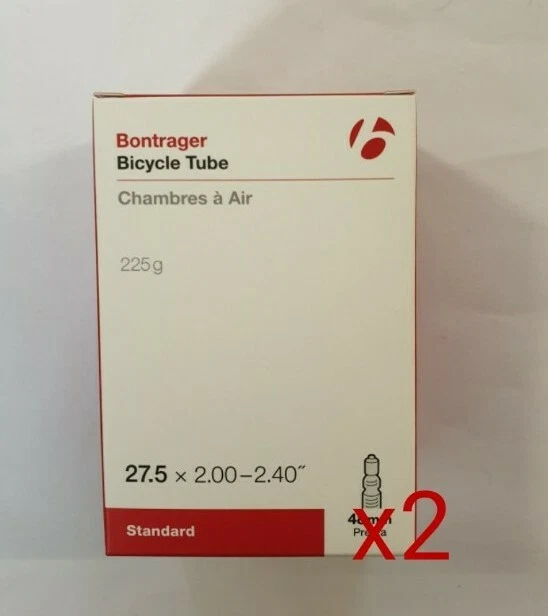 Bontrager
Bicycle Tube
Chambres à Air
225g
27.5 × 2.00–2.40″
Standard
x2